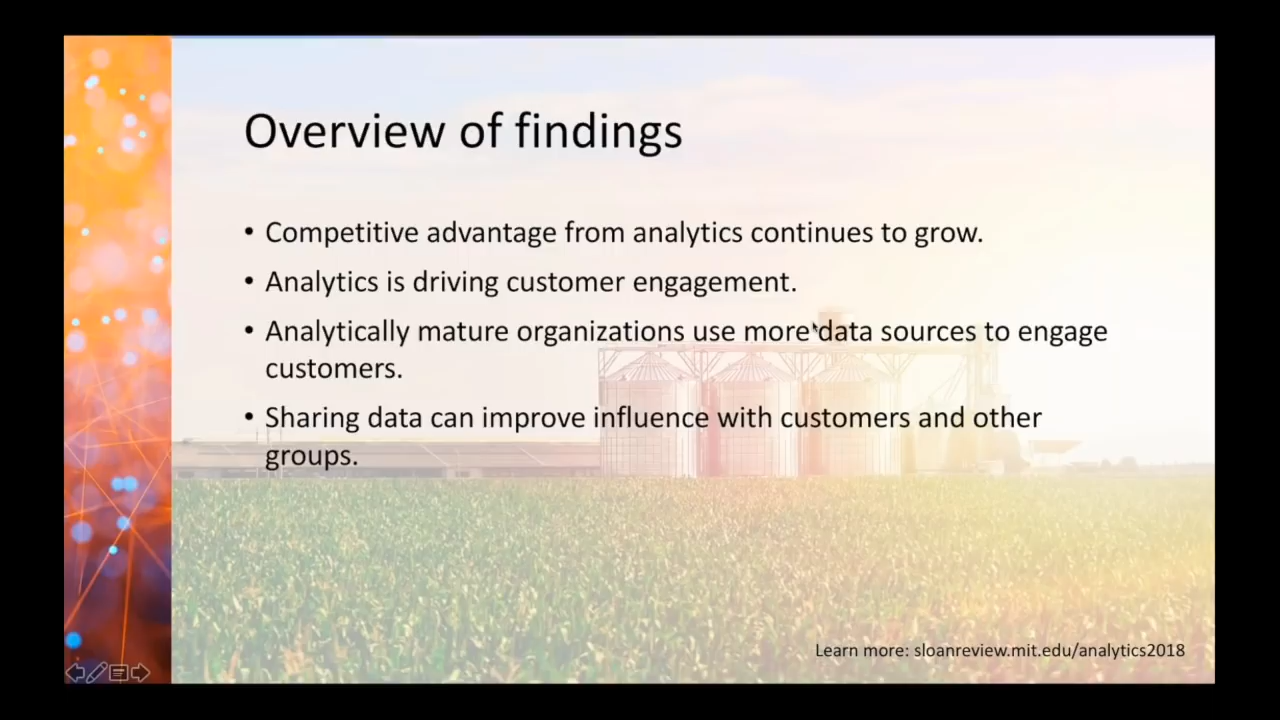 Overview of findings
• Competitive advantage from analytics continues to grow.
• Analytics is driving customer engagement.
• Analytically mature organizations use more data sources to engage
customers.
• Sharing data can improve influence with customers and other
groups.
Learn more: sloanreview.mit.edu/analytics2018